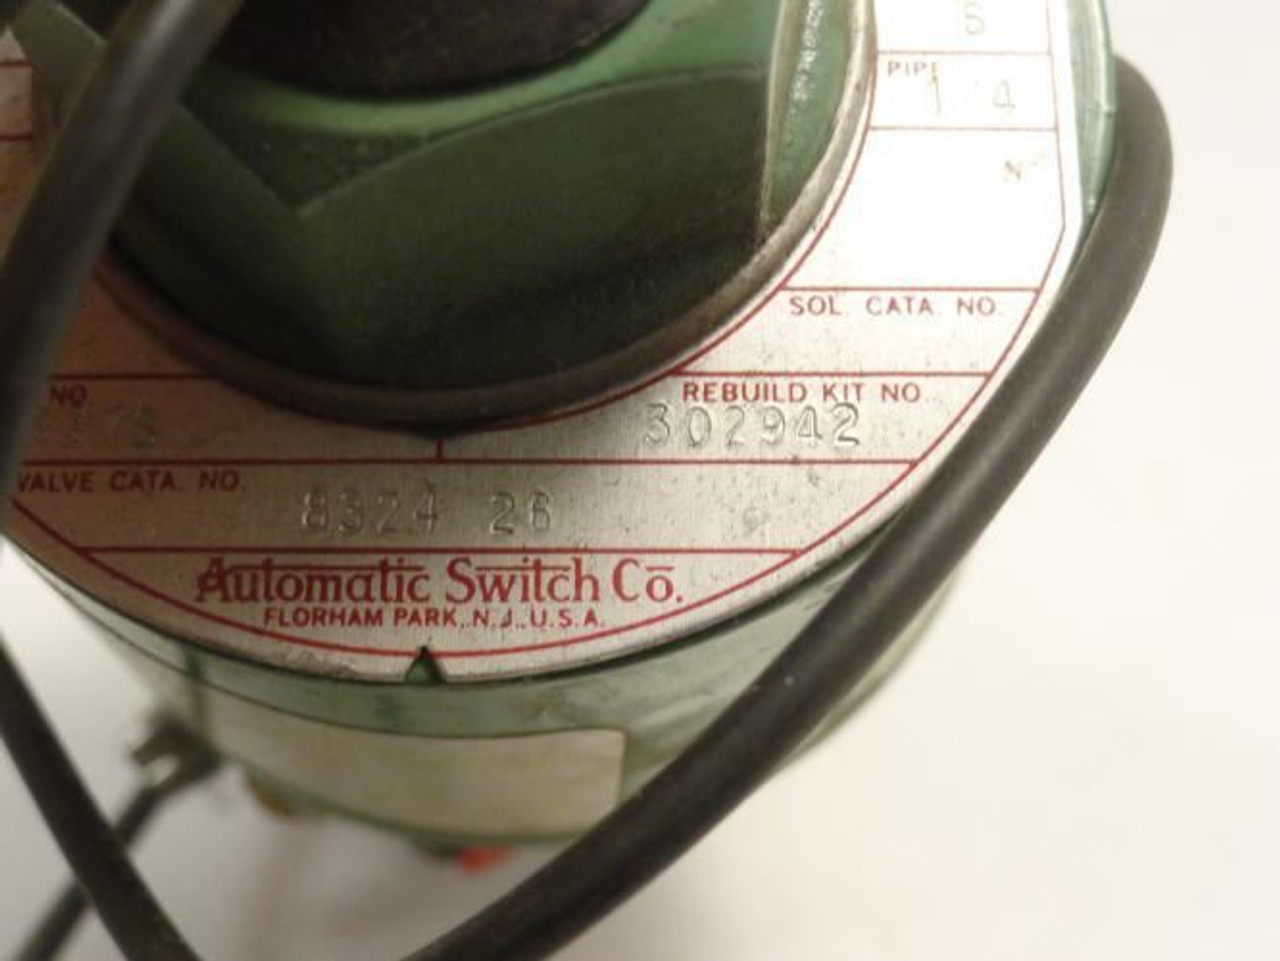 6
PIPE
1 4
SOL. CATA. NO.
NO
REBUILD KIT NO.
302942
VALVE CATA. NO.
8324 26
Automatic Switch Co.
FLORHAM PARK, N.J., U.S.A.